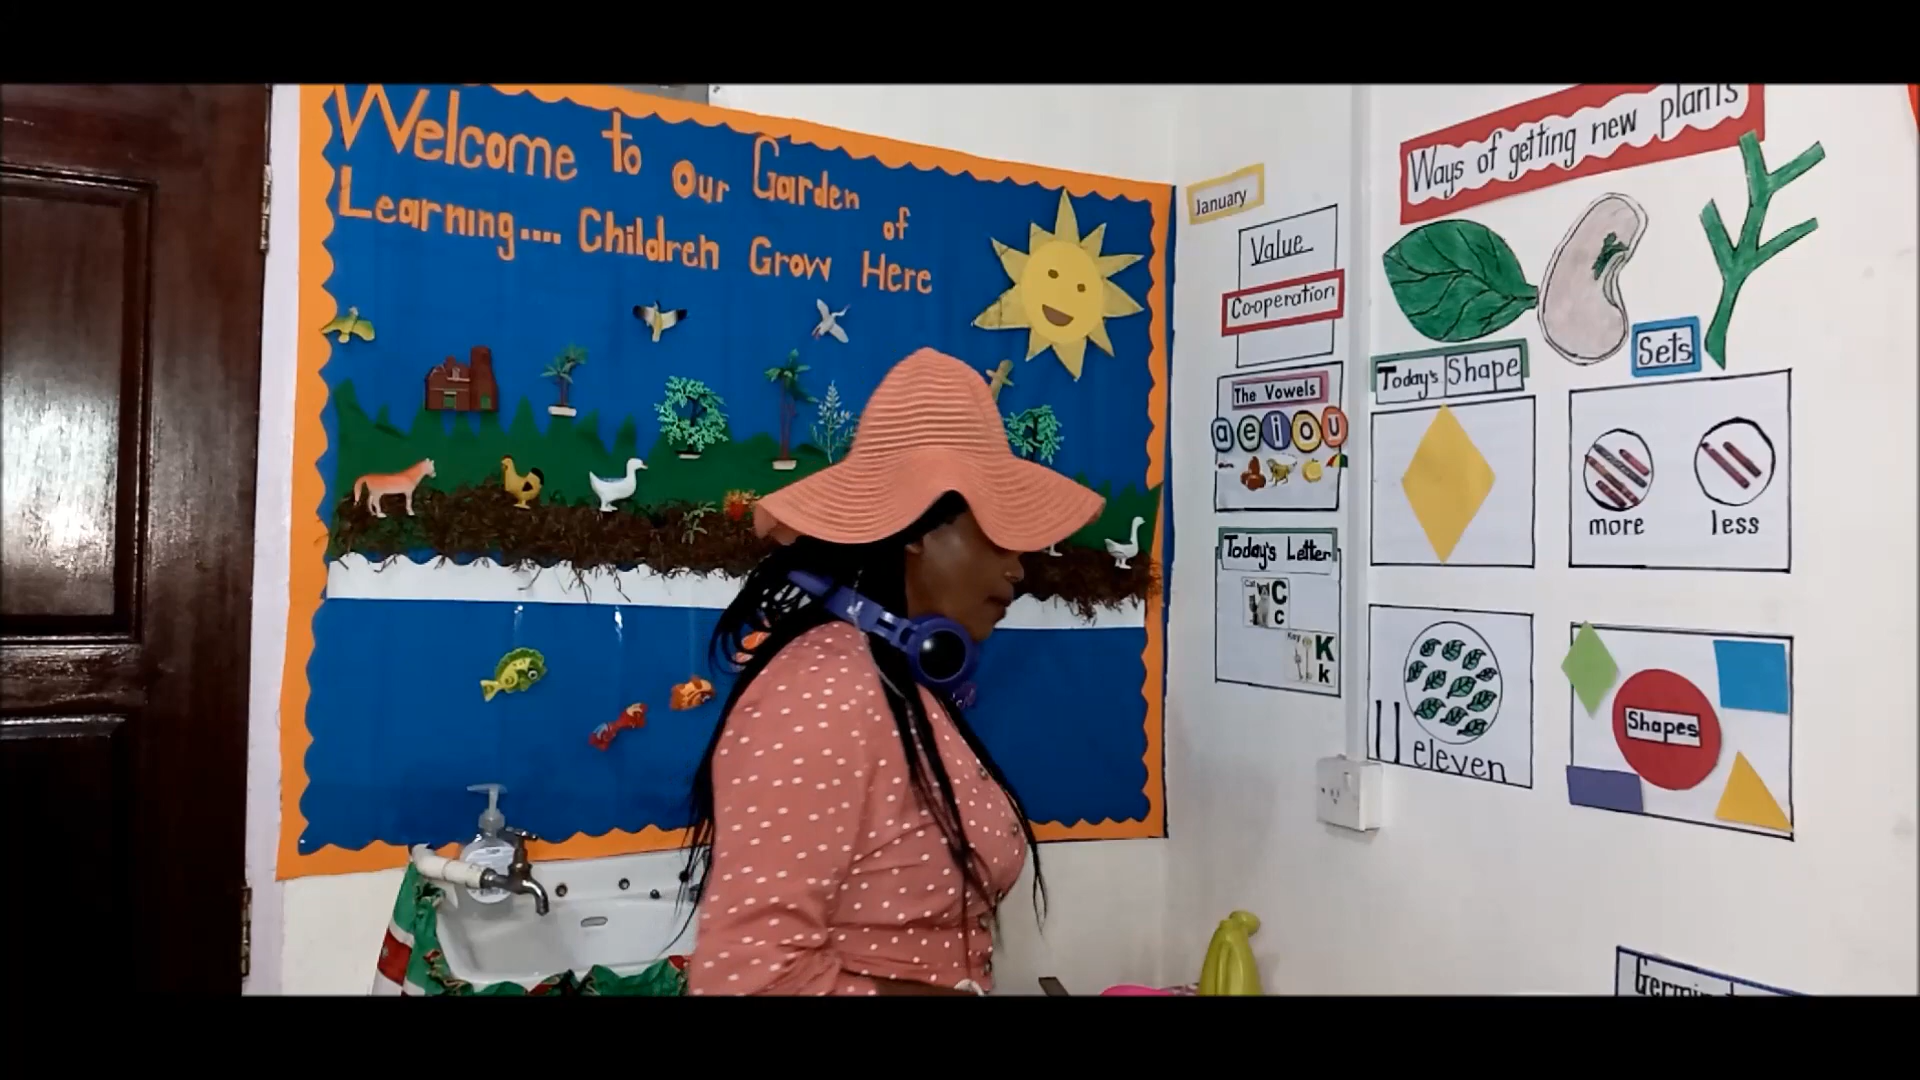 Welcome to Our Garden of
Learning.... Children Grow Here
January
Value
Co-operation
The Vowels
a e i o u
Today's Letter
Cat
C
c
Key
K
k
Ways of getting new plants
Today's Shape
Sets
more less
11 eleven
Shapes